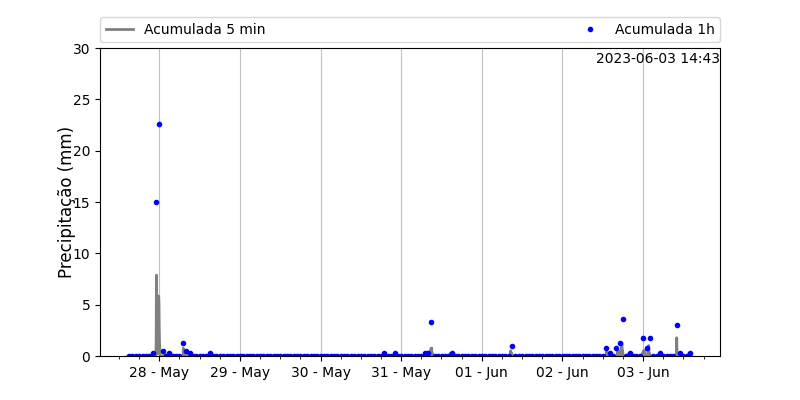 Acumulada 5 min
Acumulada 1h
2023-06-03 14:43
Precipitação (mm)
30
25
20
15
10
5
0
28 - May
29 - May
30 - May
31 - May
01 - Jun
02 - Jun
03 - Jun